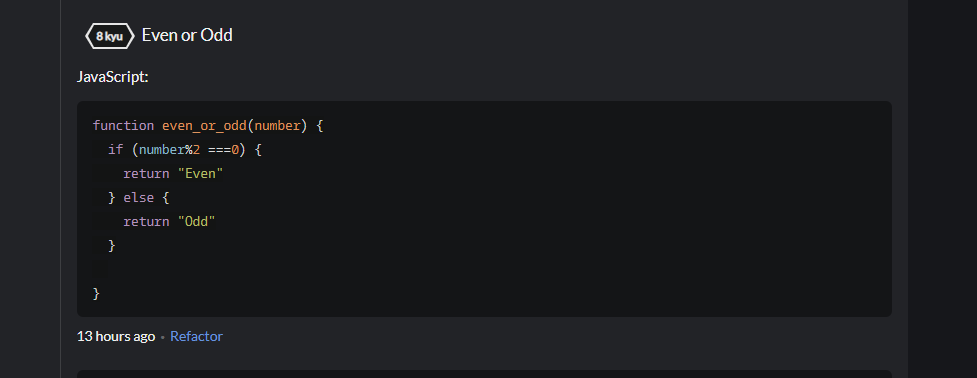 8 kyu Even or Odd
JavaScript:
function even_or_odd(number) {
  if (number%2 ===0) {
    return "Even"
  } else {
    return "Odd"
  }
}
13 hours ago • Refactor